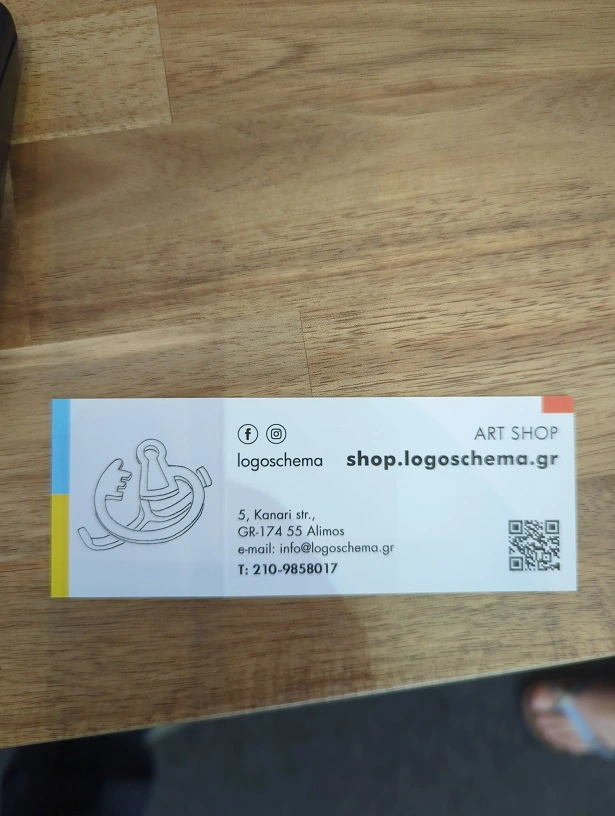 ART SHOP
logoschema
shop.logoschema.gr
5, Kanari str.,
GR-174 55 Alimos
e-mail: info@logoschema.gr
T: 210-9858017